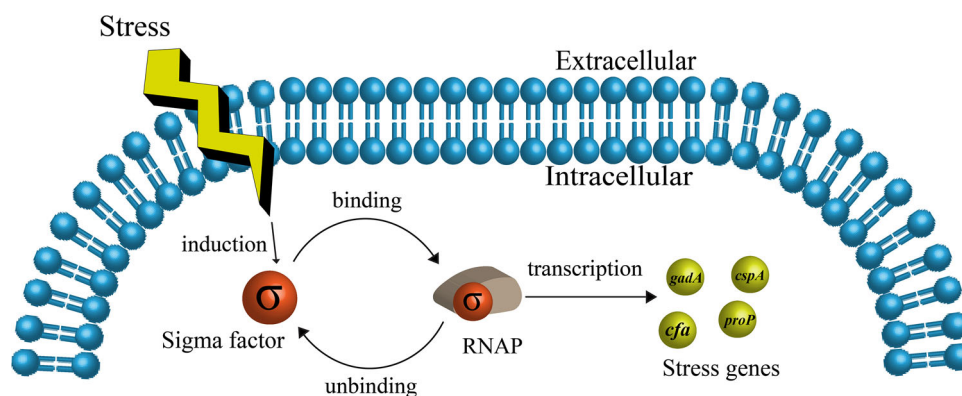 Stress
Extracellular
Intracellular
binding
induction
transcription
gadA
cspA
σ
σ
cfa
proP
Sigma factor
RNAP
Stress genes
unbinding